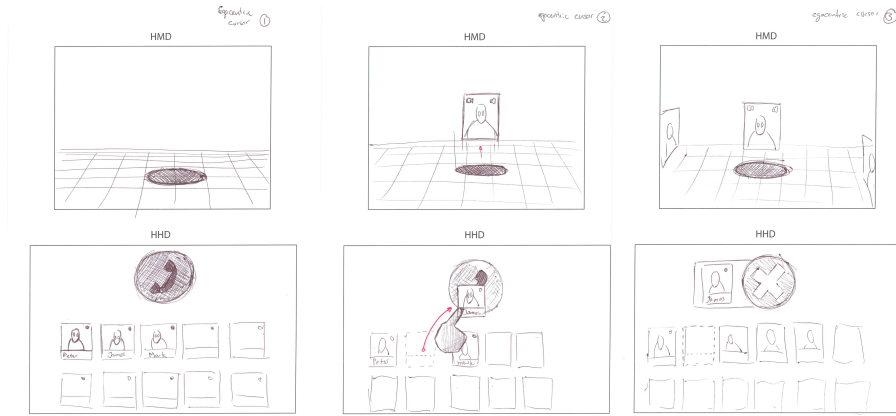 egocentric
cursor 1
HMD
HHD
Peter
James
Mark
egocentric cursor 2
HMD
HHD
Peter
James
Mark
egocentric cursor 3
HMD
HHD
James